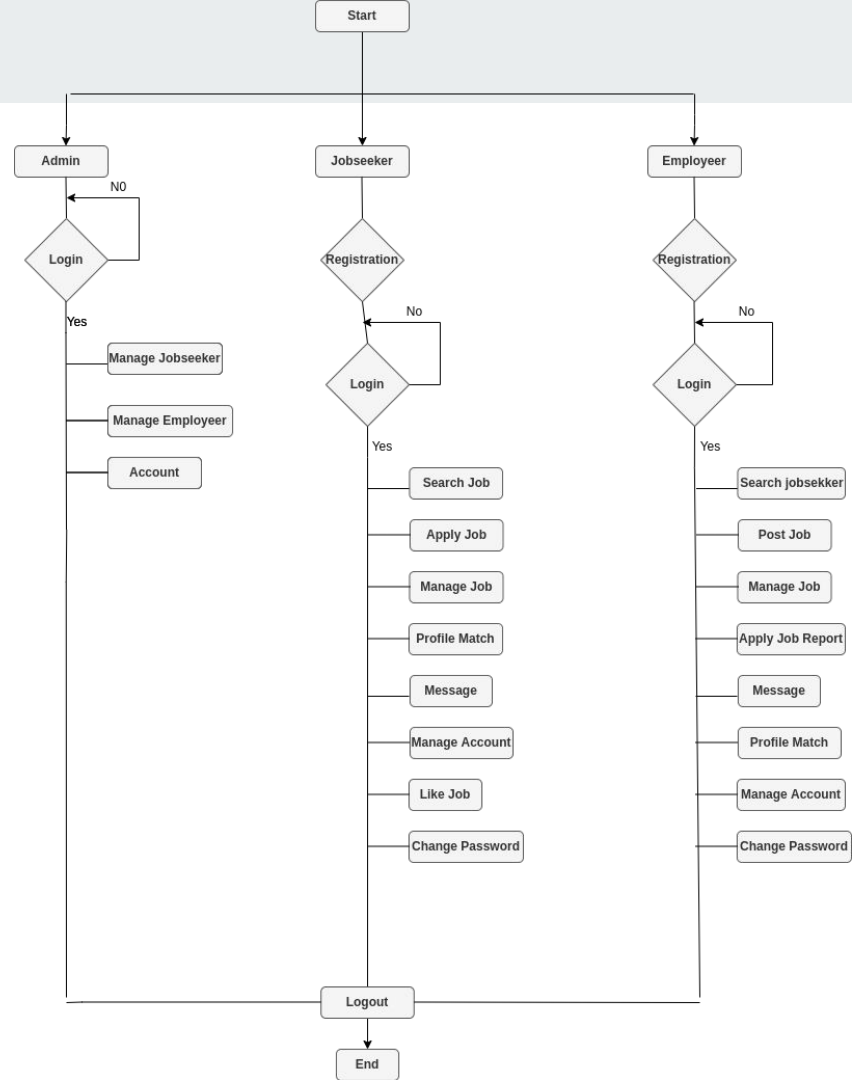 Start
Admin
Jobseeker
Employeer
N0
Login
Registration
Registration
Yes
No
No
Manage Jobseeker
Login
Login
Manage Employeer
Yes
Yes
Account
Search Job
Search jobsekker
Apply Job
Post Job
Manage Job
Manage Job
Profile Match
Apply Job Report
Message
Message
Manage Account
Profile Match
Like Job
Manage Account
Change Password
Change Password
Logout
End